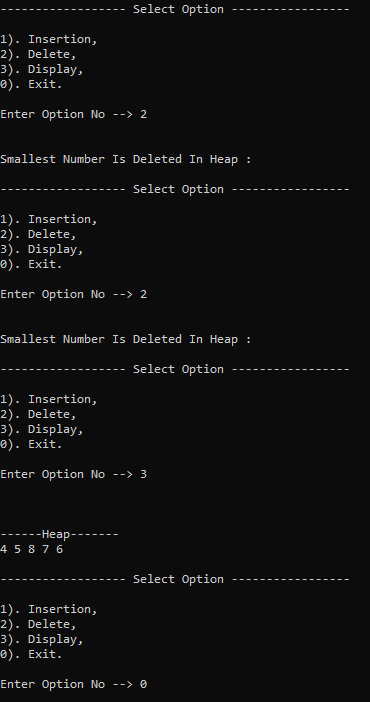 ------------------ Select Option -----------------
1). Insertion,
2). Delete,
3). Display,
0). Exit.
Enter Option No --> 2
Smallest Number Is Deleted In Heap :
------------------ Select Option -----------------
1). Insertion,
2). Delete,
3). Display,
0). Exit.
Enter Option No --> 2
Smallest Number Is Deleted In Heap :
------------------ Select Option -----------------
1). Insertion,
2). Delete,
3). Display,
0). Exit.
Enter Option No --> 3
------Heap-------
4 5 8 7 6
------------------ Select Option -----------------
1). Insertion,
2). Delete,
3). Display,
0). Exit.
Enter Option No --> 0